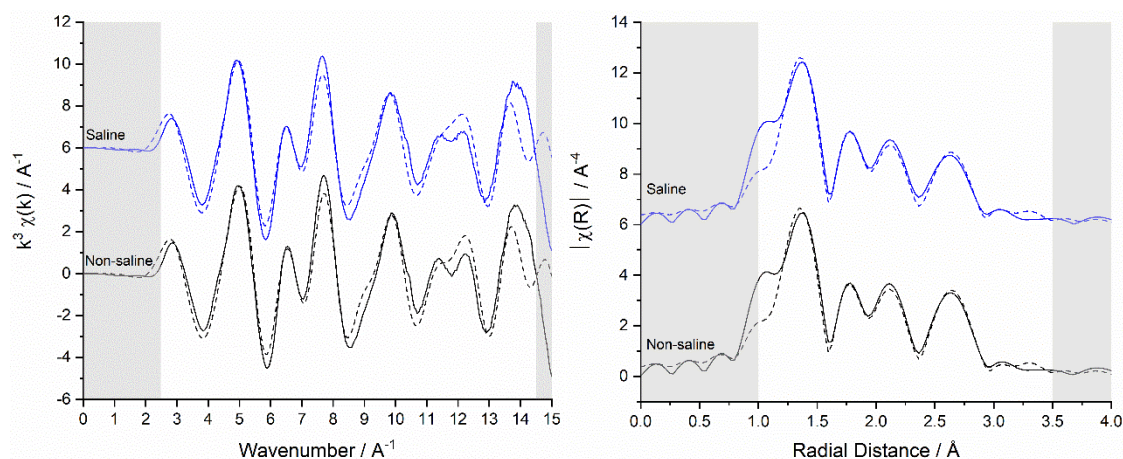 12
10
8
6
4
2
0
-2
-4
-6
k³ χ(k) / A⁻¹
Saline
Non-saline
0 1 2 3 4 5 6 7 8 9 10 11 12 13 14 15
Wavenumber / A⁻¹
14
12
10
8
6
4
2
0
|χ(R)| / A⁻⁴
Saline
Non-saline
0.0 0.5 1.0 1.5 2.0 2.5 3.0 3.5 4.0
Radial Distance / Å